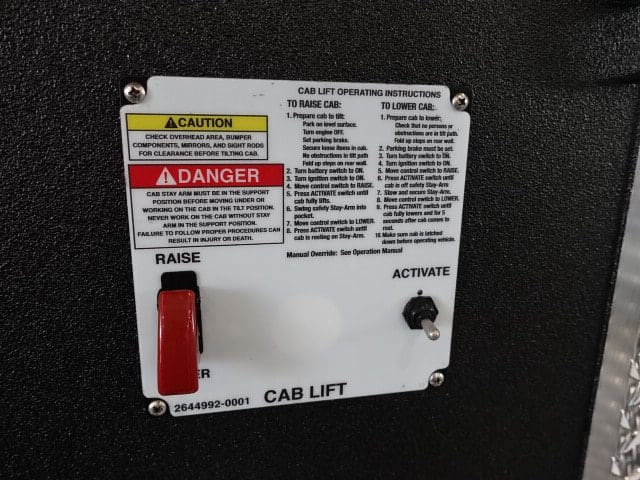 CAB LIFT OPERATING INSTRUCTIONS
CAUTION
CHECK OVERHEAD AREA, BUMPER
COMPONENTS, MIRRORS, AND SIGHT RODS
FOR CLEARANCE BEFORE TILTING CAB.
DANGER
CAB STAY ARM MUST BE IN THE SUPPORT
POSITION BEFORE MOVING UNDER OR
WORKING ON THE CAB IN THE TILT POSITION.
NEVER WORK ON THE CAB WITHOUT STAY
ARM IN THE SUPPORT POSITION.
FAILURE TO FOLLOW PROPER PROCEDURES CAN
RESULT IN INJURY OR DEATH.
TO RAISE CAB:
1. Prepare cab to tilt:
Park on level surface.
Turn engine OFF.
Set parking brake.
Secure loose items in cab.
No obstructions in tilt path
Fold up steps on rear wall.
2. Turn battery switch to ON.
3. Turn ignition switch to ON.
4. Move control switch to RAISE.
5. Press ACTIVATE switch until
cab fully lifts.
6. Swing safety Stay-Arm into
pocket.
7. Move control switch to LOWER.
8. Press ACTIVATE switch until
cab is resting on Stay-Arm.
TO LOWER CAB:
1. Prepare cab to lower:
Check that no persons or
obstructions are in tilt path
Fold up steps on rear wall.
2. Parking brake must be set.
3. Turn battery switch to ON.
4. Turn ignition switch to ON.
5. Move control switch to RAISE.
6. Press ACTIVATE switch until
cab is off safety Stay-Arm.
7. Stow and secure Stay-Arm.
8. Move control switch to LOWER.
9. Press ACTIVATE switch until
cab fully lowers and for 5
seconds after cab comes to
rest.
10. Make sure cab is latched
down before operating vehicle.
Manual Override: See Operation Manual
RAISE
ACTIVATE
ER
2644992-0001
CAB LIFT